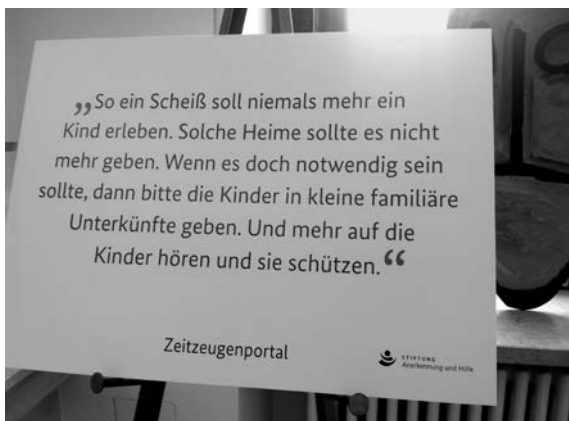 „So ein Scheiß soll niemals mehr ein
Kind erleben. Solche Heime sollte es nicht
mehr geben. Wenn es doch notwendig sein
sollte, dann bitte die Kinder in kleine familiäre
Unterkünfte geben. Und mehr auf die
Kinder hören und sie schützen.“
Zeitzeugenportal
STIFTUNG
Anerkennung und Hilfe